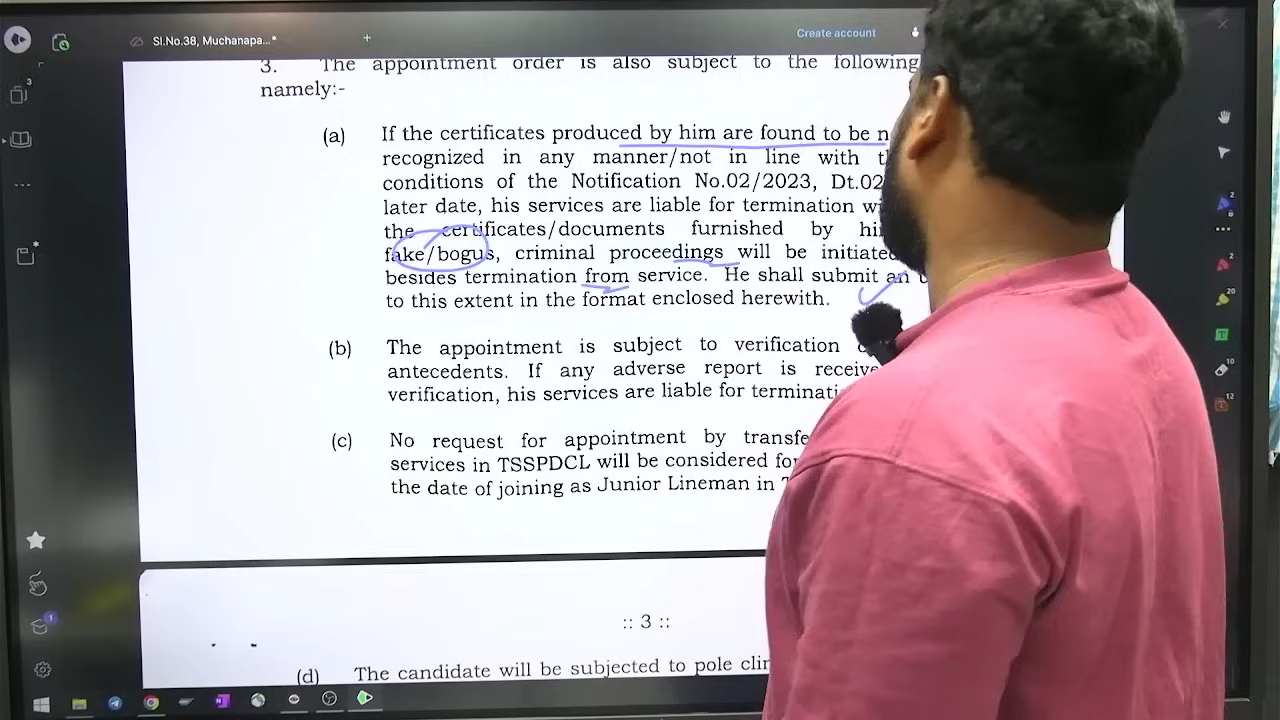 Sl.No.38, Muchanapa...*
+
Create account
3. The appointment order is also subject to the following
namely:-
(a) If the certificates produced by him are found to be
recognized in any manner/not in line with
conditions of the Notification No.02/2023, Dt.02
later date, his services are liable for termination
the certificates/documents furnished by
fake/bogus, criminal proceedings will be initiated
besides termination from service. He shall submit an
to this extent in the format enclosed herewith.
(b) The appointment is subject to verification
antecedents. If any adverse report is
verification, his services are liable for
(c) No request for appointment by
services in TSSPDCL will be considered
the date of joining as Junior Lineman in
:: 3 ::
(d) The candidate will be subjected to pole